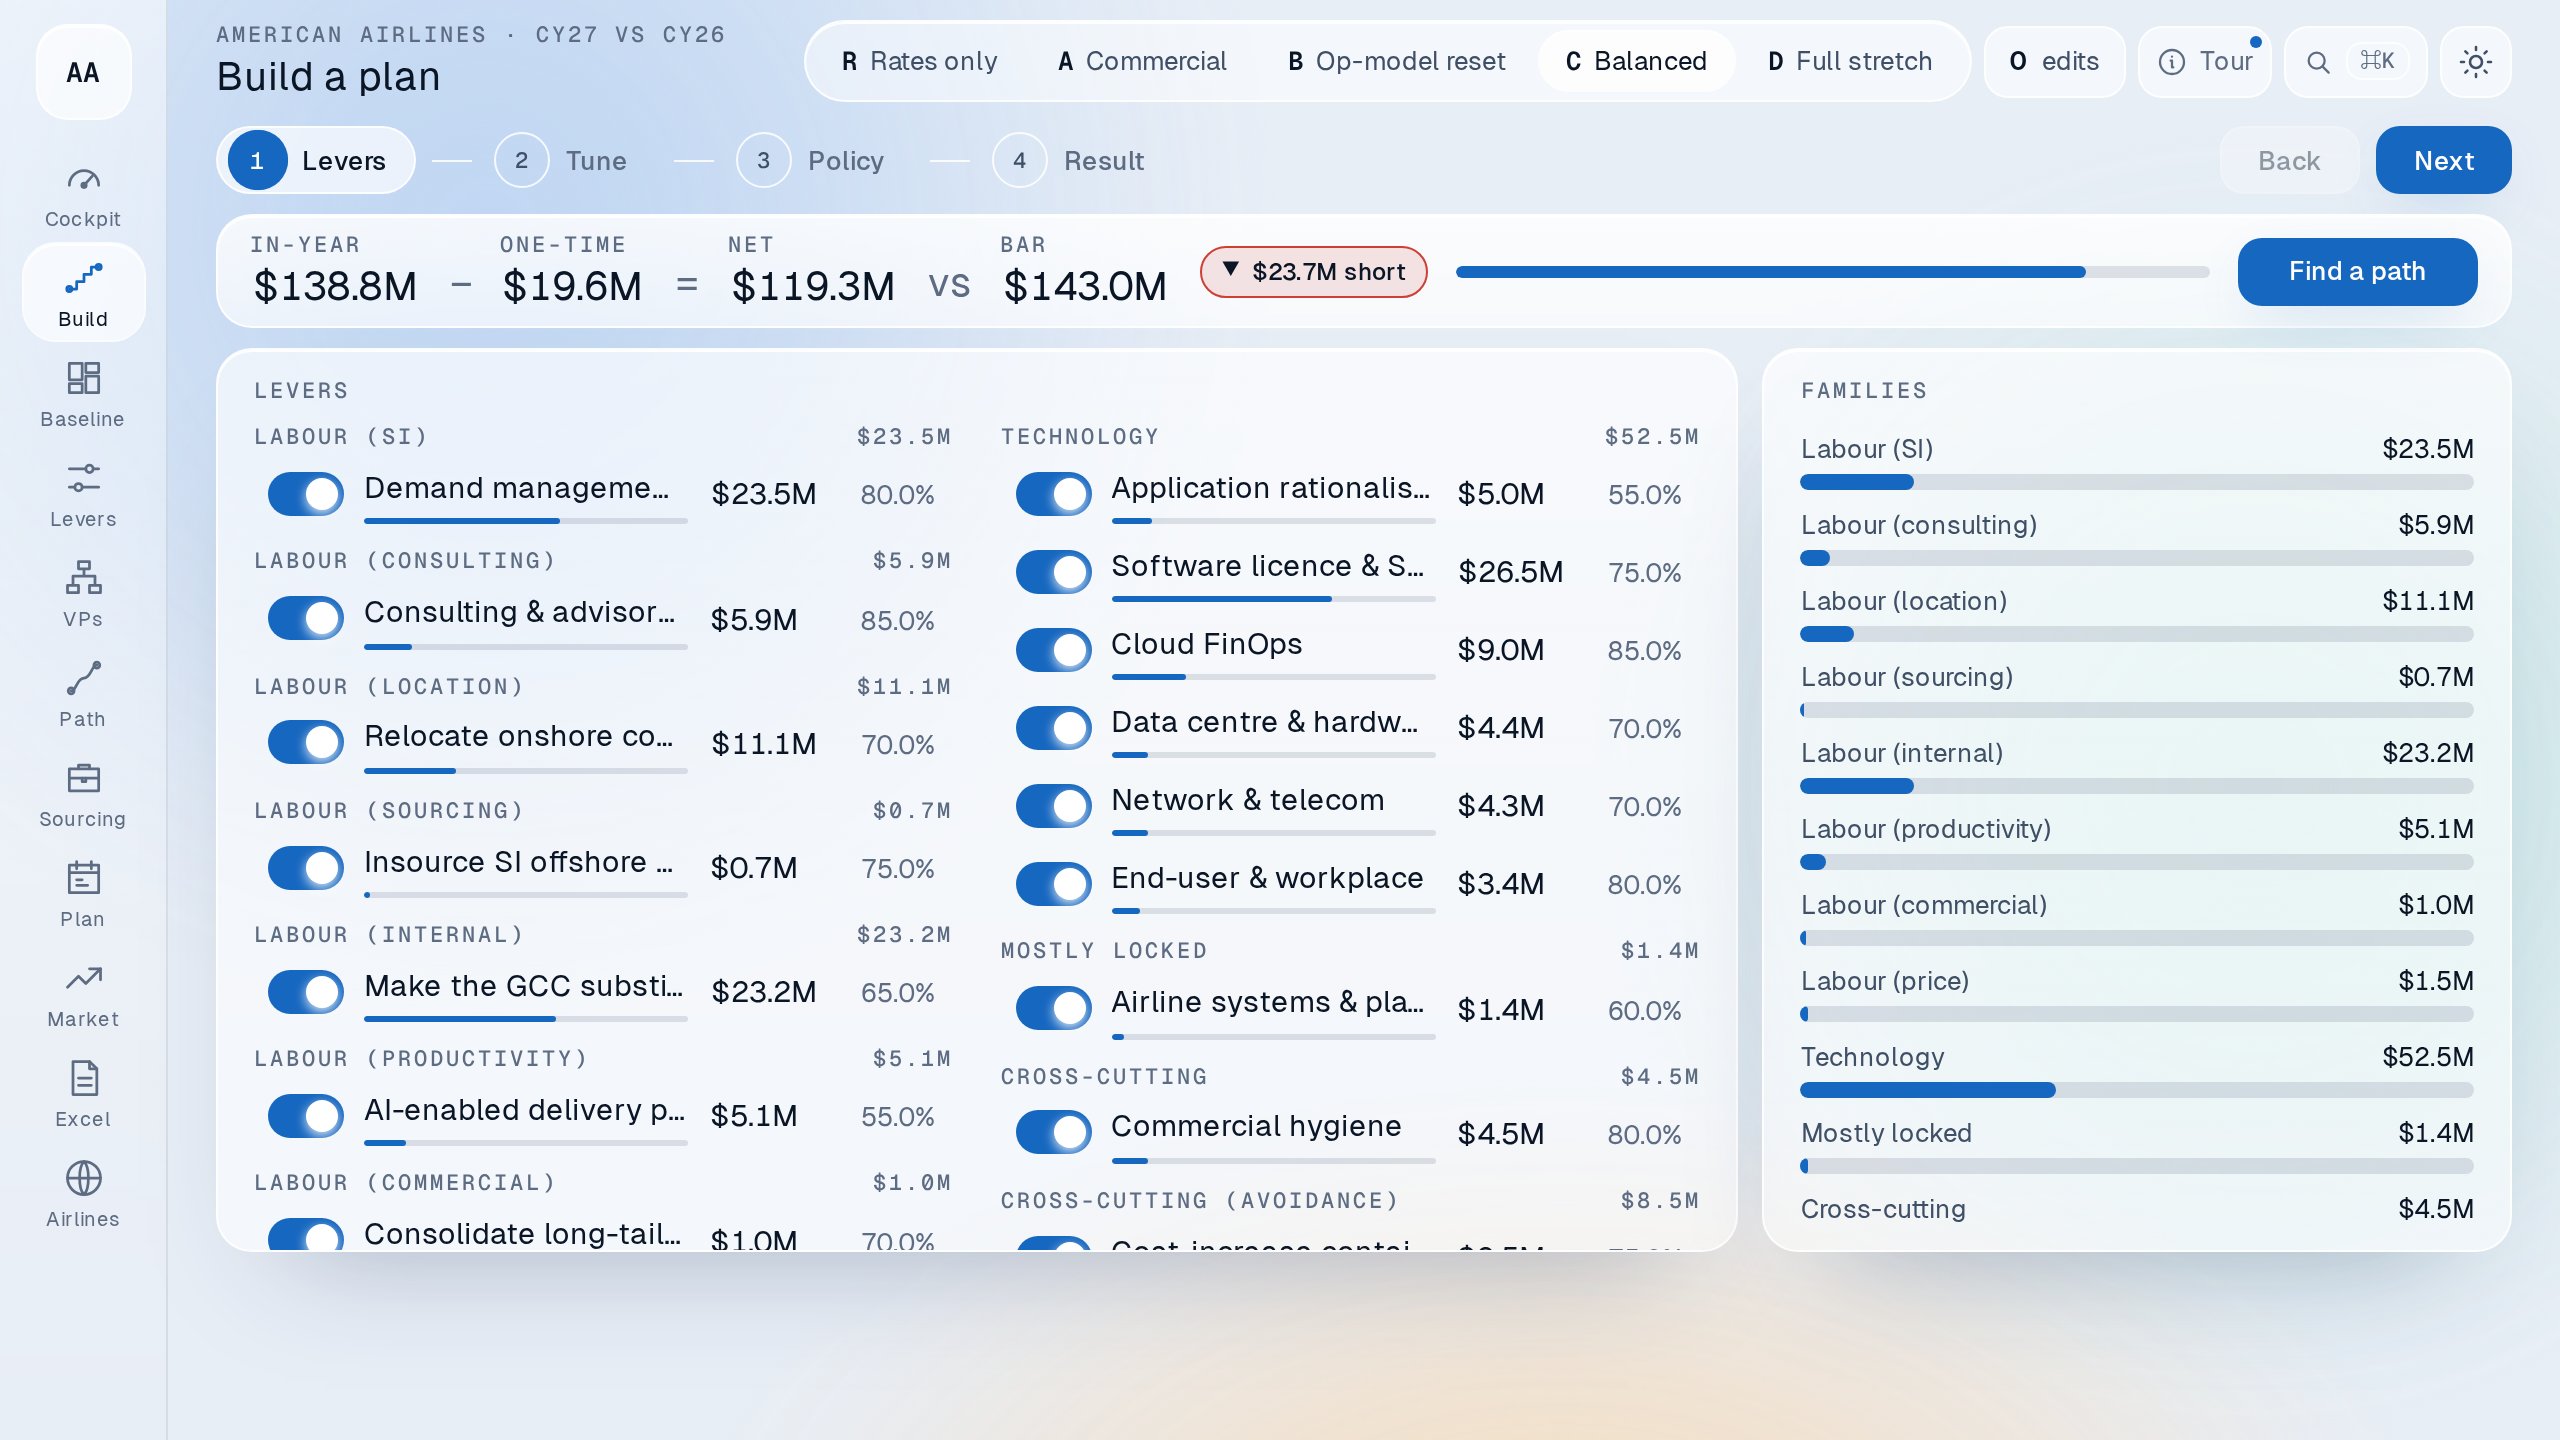 AA
Cockpit
Build
Baseline
Levers
VPs
Path
Sourcing
Plan
Market
Excel
Airlines
AMERICAN AIRLINES · CY27 VS CY26
Build a plan
R Rates only
A Commercial
B Op-model reset
C Balanced
D Full stretch
0 edits
Tour
⌘K
1 Levers
2 Tune
3 Policy
4 Result
Back
Next
IN-YEAR
$138.8M
−
ONE-TIME
$19.6M
=
NET
$119.3M
vs
BAR
$143.0M
▼ $23.7M short
Find a path
LEVERS
LABOUR (SI) $23.5M
Demand manageme… $23.5M 80.0%
LABOUR (CONSULTING) $5.9M
Consulting & advisor… $5.9M 85.0%
LABOUR (LOCATION) $11.1M
Relocate onshore co… $11.1M 70.0%
LABOUR (SOURCING) $0.7M
Insource SI offshore … $0.7M 75.0%
LABOUR (INTERNAL) $23.2M
Make the GCC substi… $23.2M 65.0%
LABOUR (PRODUCTIVITY) $5.1M
AI-enabled delivery p… $5.1M 55.0%
LABOUR (COMMERCIAL) $1.0M
Consolidate long-tail… $1.0M 70.0%
TECHNOLOGY $52.5M
Application rationalis… $5.0M 55.0%
Software licence & S… $26.5M 75.0%
Cloud FinOps $9.0M 85.0%
Data centre & hardw… $4.4M 70.0%
Network & telecom $4.3M 70.0%
End-user & workplace $3.4M 80.0%
MOSTLY LOCKED $1.4M
Airline systems & pla… $1.4M 60.0%
CROSS-CUTTING $4.5M
Commercial hygiene $4.5M 80.0%
CROSS-CUTTING (AVOIDANCE) $8.5M
FAMILIES
Labour (SI) $23.5M
Labour (consulting) $5.9M
Labour (location) $11.1M
Labour (sourcing) $0.7M
Labour (internal) $23.2M
Labour (productivity) $5.1M
Labour (commercial) $1.0M
Labour (price) $1.5M
Technology $52.5M
Mostly locked $1.4M
Cross-cutting $4.5M